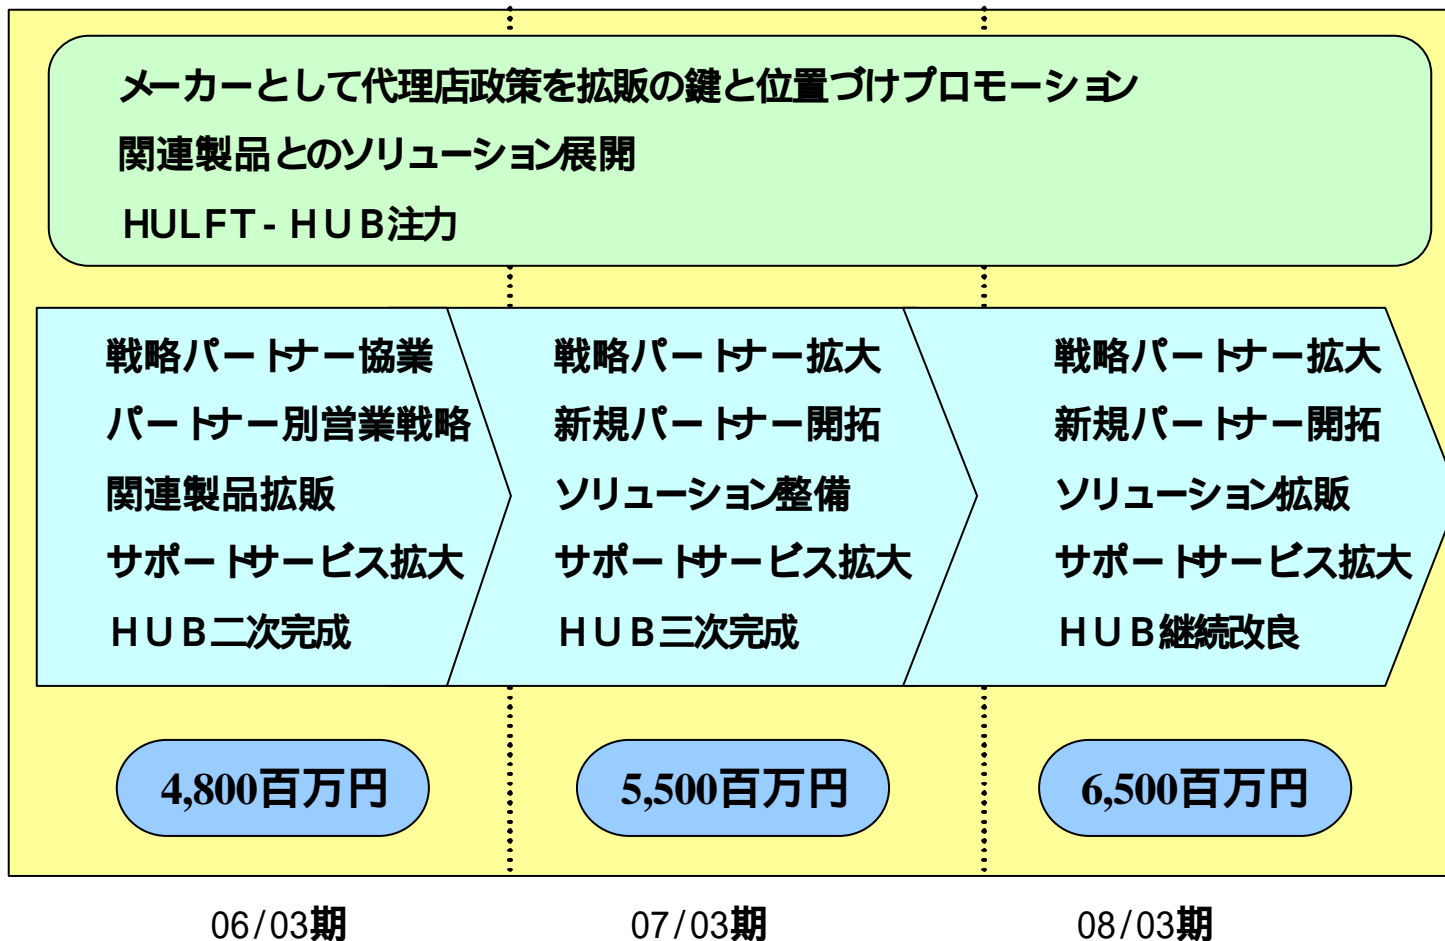 メーカーとして代理店政策を拡販の鍵と位置づけプロモーション
関連製品とのソリューション展開
HULFT-HUB注力
戦略パートナー協業
パートナー別営業戦略
関連製品拡販
サポートサービス拡大
HUB二次完成
戦略パートナー拡大
新規パートナー開拓
ソリューション整備
サポートサービス拡大
HUB三次完成
戦略パートナー拡大
新規パートナー開拓
ソリューション拡販
サポートサービス拡大
HUB継続改良
4,800百万円
5,500百万円
6,500百万円
06/03期
07/03期
08/03期